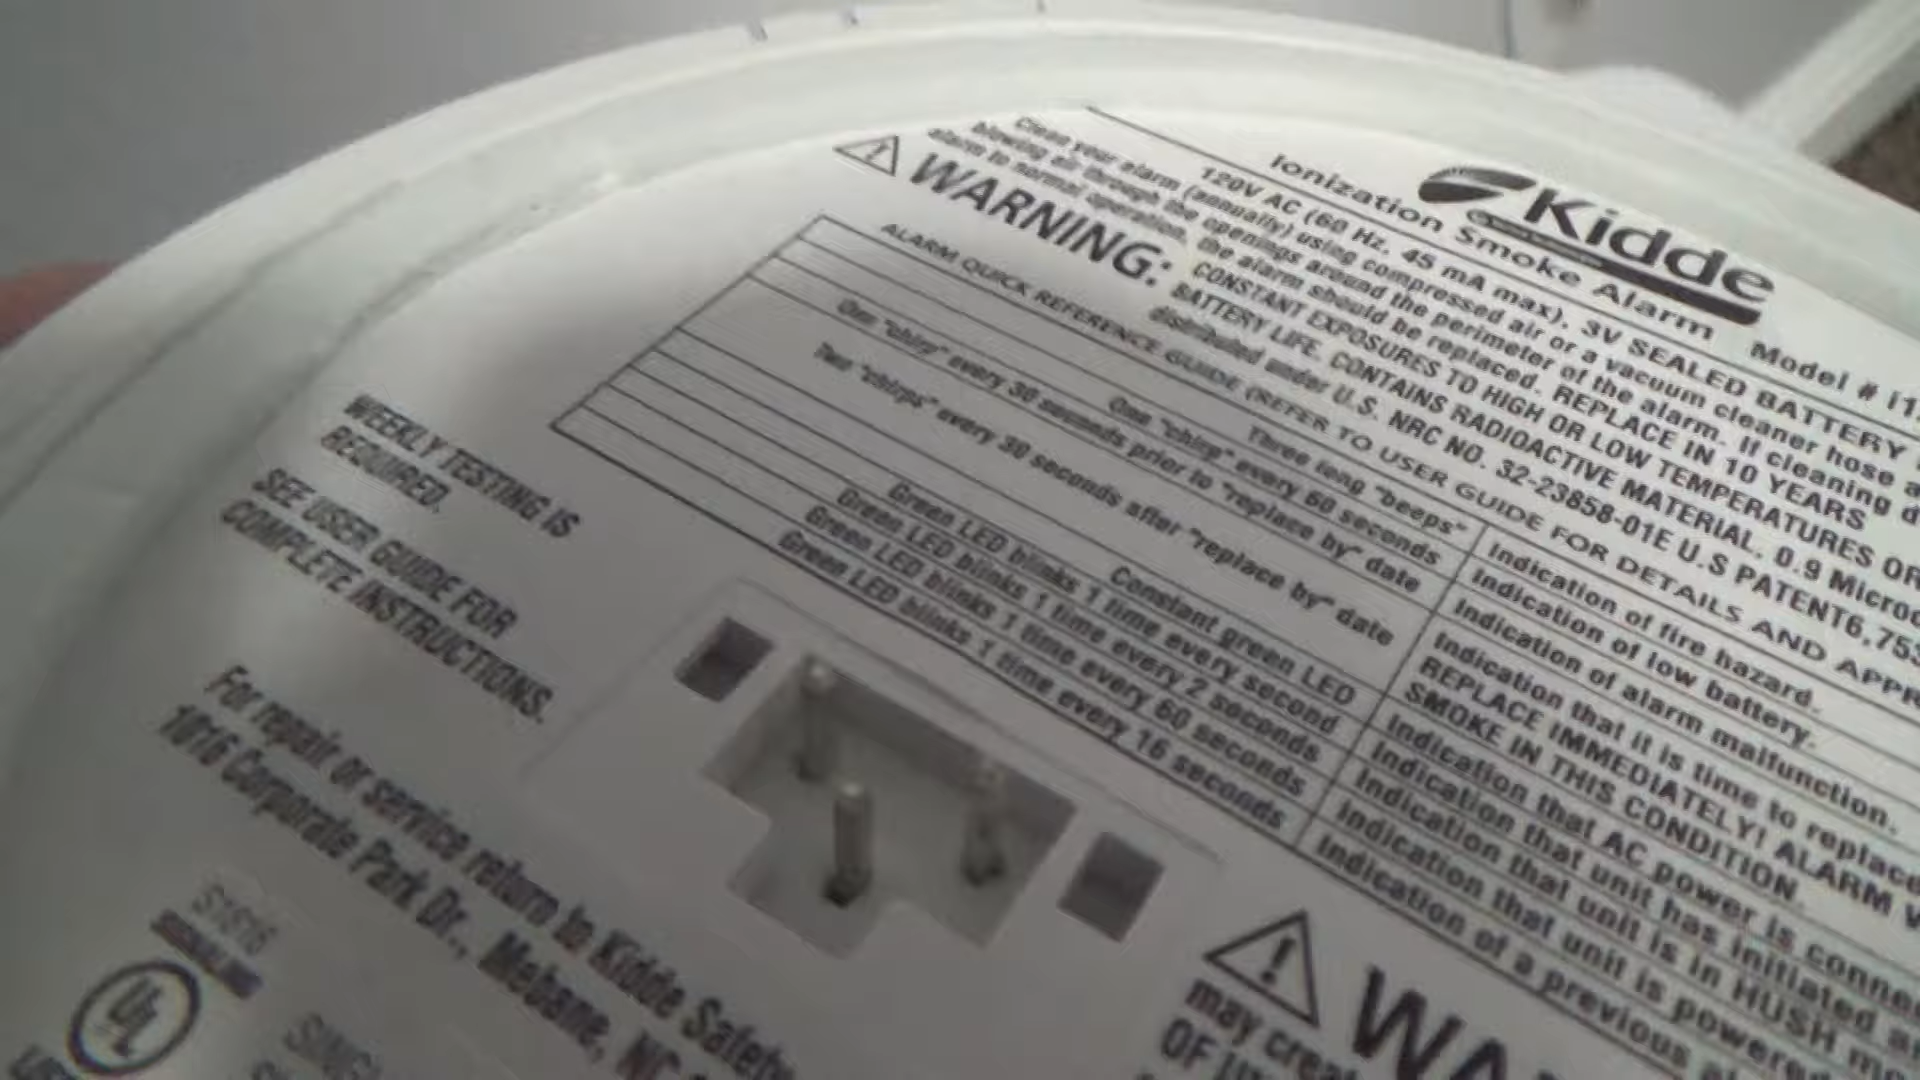 Kidde
Ionization Smoke Alarm
Model #
120V AC (60 Hz, 45 mA max), 3V SEALED BATTERY
Clean your alarm (annually) using compressed air or a vacuum cleaner hose
blowing air through the openings around the perimeter of the alarm. If cleaning
alarm to normal operation, the alarm should be replaced. REPLACE IN 10 YEARS
WARNING:
CONSTANT EXPOSURES TO HIGH OR LOW TEMPERATURES OR
BATTERY LIFE. CONTAINS RADIOACTIVE MATERIAL, 0.9
distributed under U.S. NRC NO. 32-23858-01E U.S PATENT
ALARM QUICK REFERENCE GUIDE (REFER TO USER GUIDE FOR DETAILS AND
Three long "beeps" Indication of fire hazard.
One "chirp" every 60 seconds Indication of low battery.
One "chirp" every 30 seconds prior to "replace by" date Indication of alarm malfunction.
Two "chirps" every 30 seconds after "replace by" date Indication that it is time to replace
REPLACE IMMEDIATELY! ALARM
SMOKE IN THIS CONDITION.
Constant green LED Indication that AC power is
Green LED blinks 1 time every second Indication that unit has initiated
Green LED blinks 1 time every 2 seconds Indication that unit is in HUSH
Green LED blinks 1 time every 60 seconds Indication that unit is powered
Green LED blinks 1 time every 16 seconds Indication of a previous
WEEKLY TESTING IS
REQUIRED.
SEE USER GUIDE FOR
COMPLETE INSTRUCTIONS.
For repair or service return to Kidde Safety
1016 Corporate Park Dr., Mebane, NC
UL
may
OF